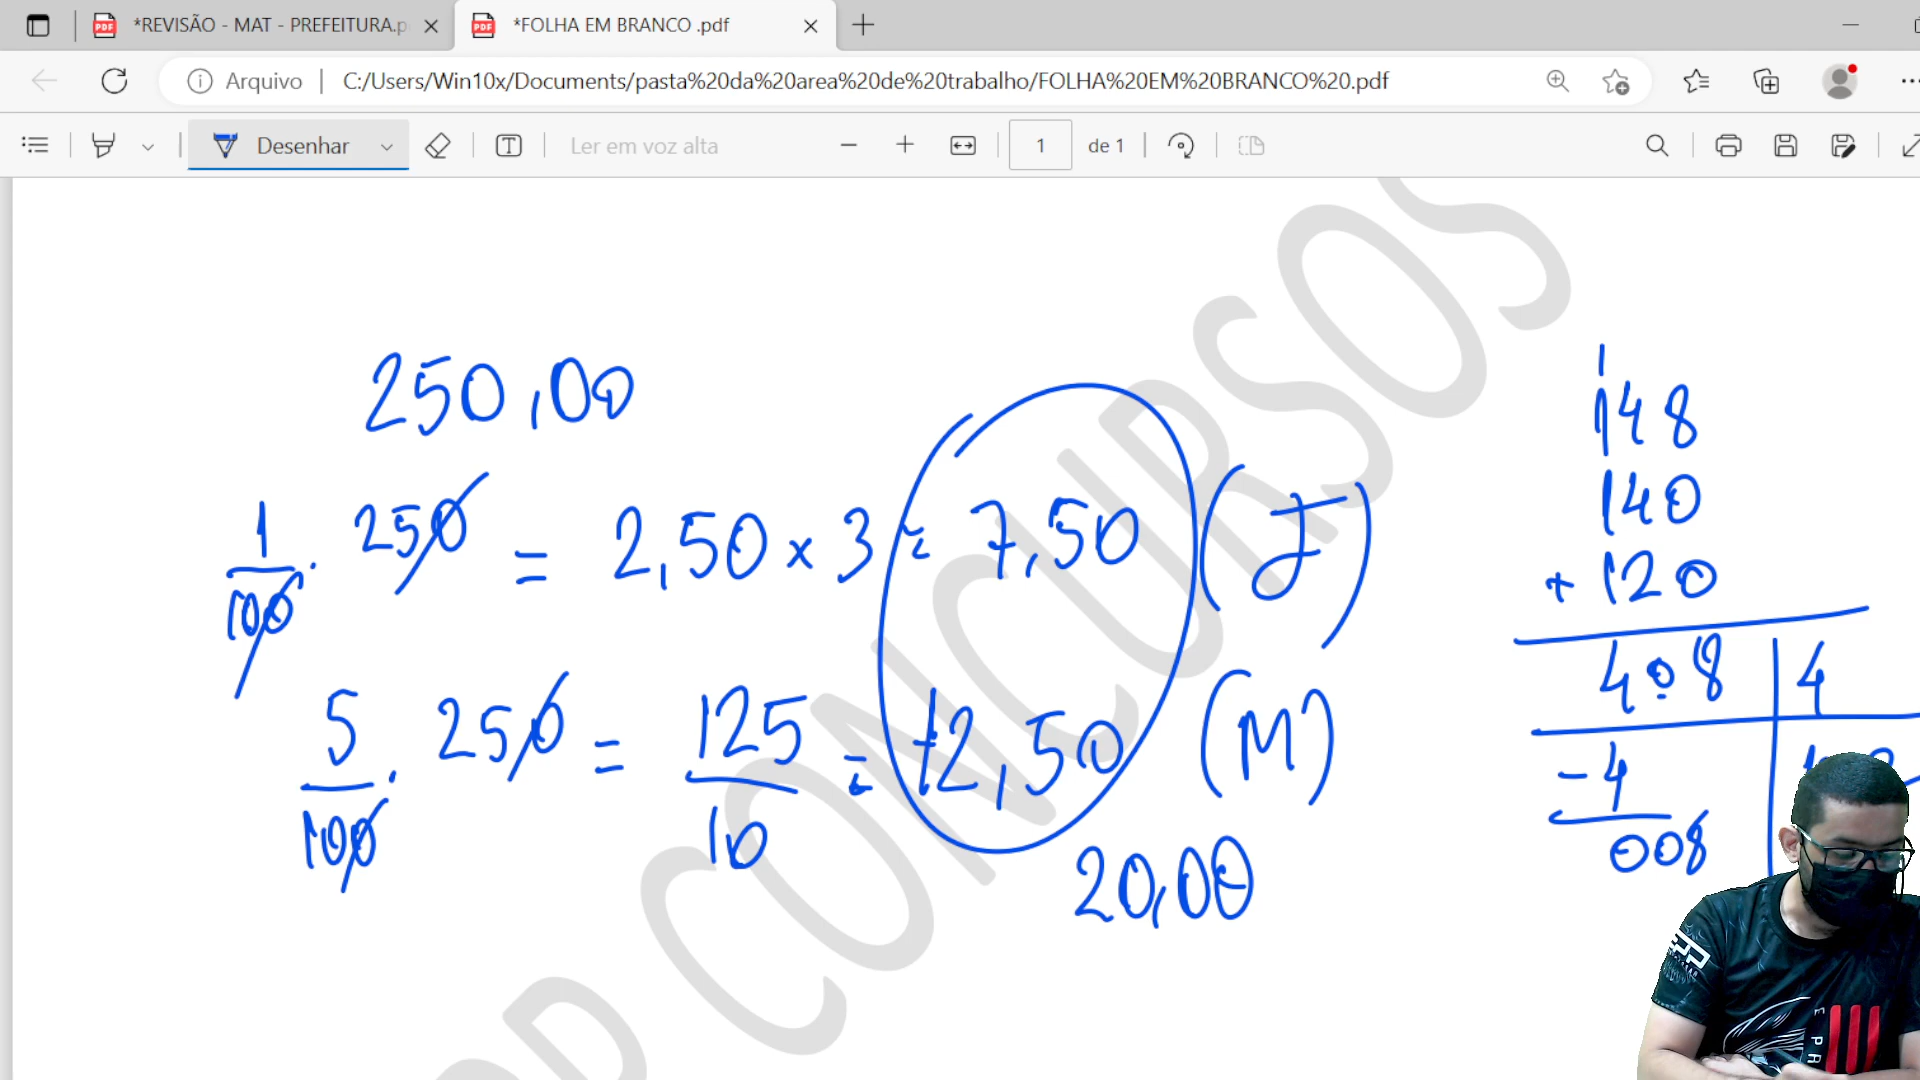 *REVISÃO - MAT - PREFEITURA.p
*FOLHA EM BRANCO .pdf
Arquivo | C:/Users/Win10x/Documents/pasta%20da%20area%20de%20trabalho/FOLHA%20EM%20BRANCO%20.pdf
Desenhar
Ler em voz alta
1 de 1
250,00
1/100 · 250 = 2,50 × 3 = 7,50 (J)
5/100 · 250 = 125/10 = 12,50 (M)
20,00
1
148
140
+ 120
408 | 4
- 4
008
CONCURSOS